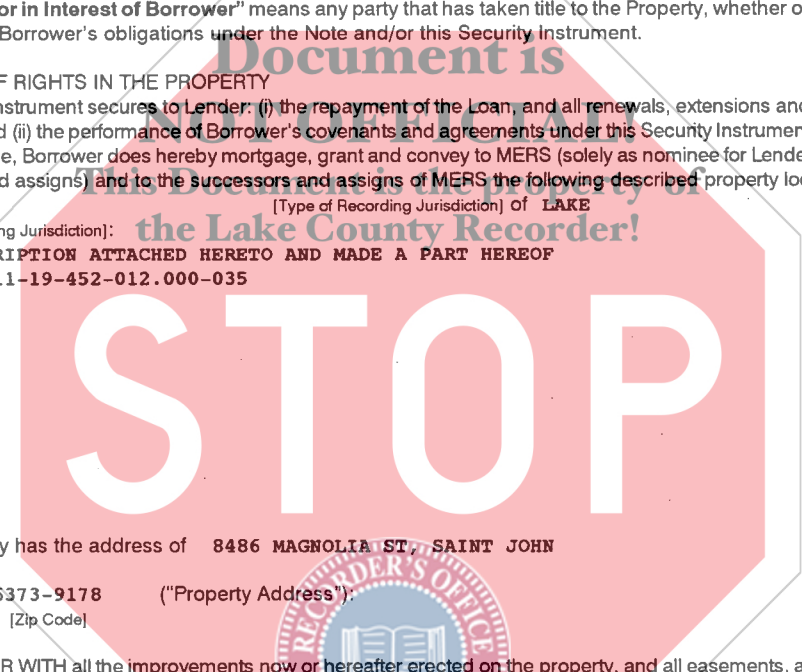 or in Interest of Borrower" means any party that has taken title to the Property, whether o
Borrower's obligations under the Note and/or this Security Instrument.
Document is
F RIGHTS IN THE PROPERTY
nstrument secures to Lender: (i) the repayment of the Loan, and all renewals, extensions and
NOT OFFICIAL!
d (ii) the performance of Borrower's covenants and agreements under this Security Instrumen
e, Borrower does hereby mortgage, grant and convey to MERS (solely as nominee for Lende
d assigns) and to the successors and assigns of MERS the following described property loc
This Document is the property of
[Type of Recording Jurisdiction] of LAKE
ng Jurisdiction]:
the Lake County Recorder!
RIPTION ATTACHED HERETO AND MADE A PART HEREOF
11-19-452-012.000-035
STOP
y has the address of 8486 MAGNOLIA ST, SAINT JOHN
6373-9178 ("Property Address"):
[Zip Code]
RECORDER'S OFFICE
R WITH all the improvements now or hereafter erected on the property, and all easements, a